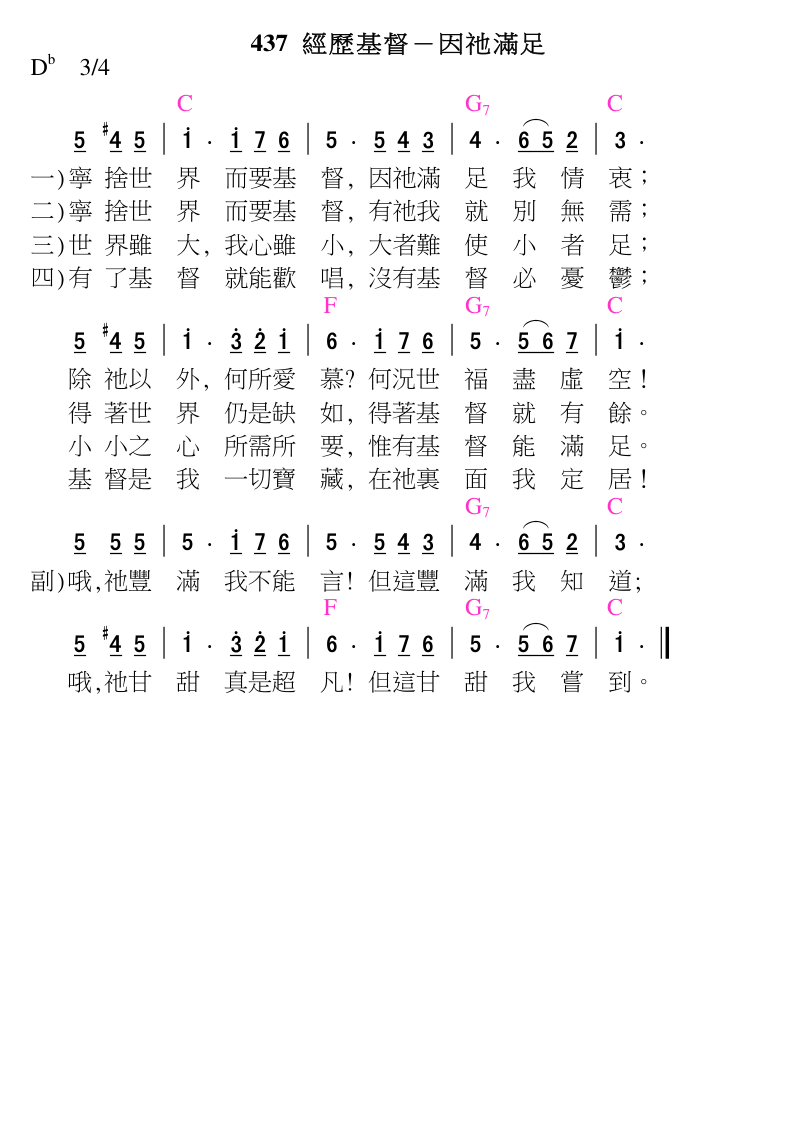 437 經歷基督－因祂滿足
Db 3/4
C G7 C
5 #4 5 | i · i 7 6 | 5 · 5 4 3 | 4 · 6 5 2 | 3 ·
一)寧 捨世 界 而要基 督, 因祂滿 足 我 情 衷；
二)寧 捨世 界 而要基 督, 有祂我 就 別 無 需；
三)世 界雖 大, 我心雖 小, 大者難 使 小 者 足；
四)有 了基 督 就能歡 唱, 沒有基 督 必 憂 鬱；
F G7 C
5 #4 5 | i · 3̇ 2̇ i | 6 · i 7 6 | 5 · 5 6 7 | i ·
除 祂以 外, 何所愛 慕? 何況世 福 盡 虛 空!
得 著世 界 仍是缺 如, 得著基 督 就 有 餘。
小 小之 心 所需所 要, 惟有基 督 能 滿 足。
基 督是 我 一切寶 藏, 在祂裏 面 我 定 居!
G7 C
5 5 5 | 5 · i 7 6 | 5 · 5 4 3 | 4 · 6 5 2 | 3 ·
副)哦,祂豐 滿 我不能 言! 但這豐 滿 我 知 道;
F G7 C
5 #4 5 | i · 3̇ 2̇ i | 6 · i 7 6 | 5 · 5 6 7 | i ·
哦,祂甘 甜 真是超 凡! 但這甘 甜 我 嘗 到。